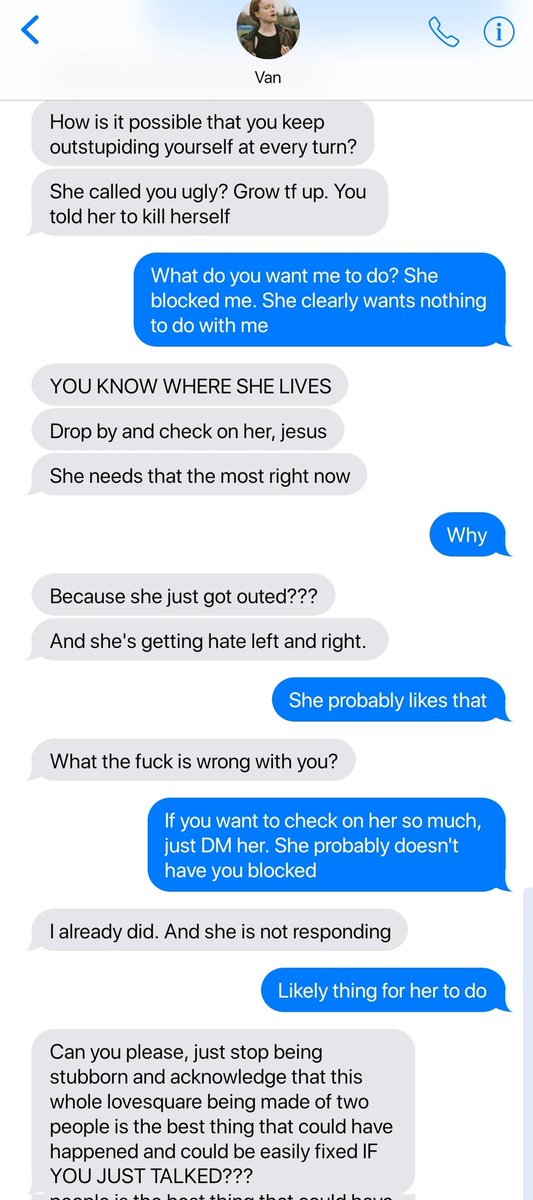 Van
How is it possible that you keep
outstupiding yourself at every turn?
She called you ugly? Grow tf up. You
told her to kill herself
What do you want me to do? She
blocked me. She clearly wants nothing
to do with me
YOU KNOW WHERE SHE LIVES
Drop by and check on her, jesus
She needs that the most right now
Why
Because she just got outed???
And she's getting hate left and right.
She probably likes that
What the fuck is wrong with you?
If you want to check on her so much,
just DM her. She probably doesn't
have you blocked
I already did. And she is not responding
Likely thing for her to do
Can you please, just stop being
stubborn and acknowledge that this
whole lovesquare being made of two
people is the best thing that could have
happened and could be easily fixed IF
YOU JUST TALKED???
people is the best thing that could have